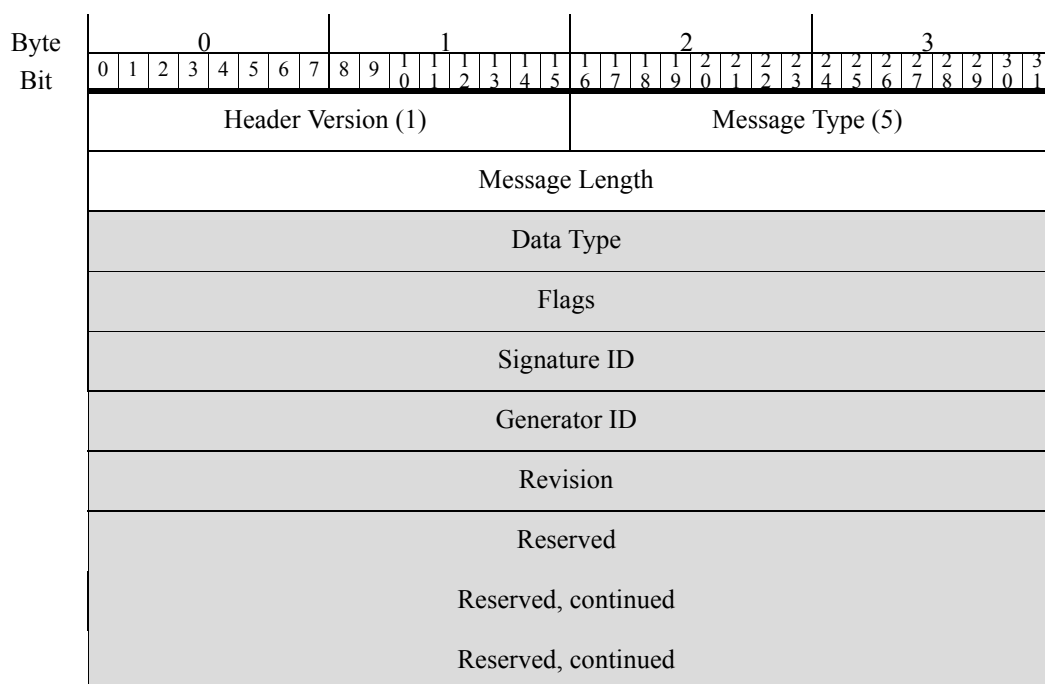 Byte 0 1 2 3
Bit 0 1 2 3 4 5 6 7 8 9 10 11 12 13 14 15 16 17 18 19 20 21 22 23 24 25 26 27 28 29 30 31
Header Version (1) Message Type (5)
Message Length
Data Type
Flags
Signature ID
Generator ID
Revision
Reserved
Reserved, continued
Reserved, continued